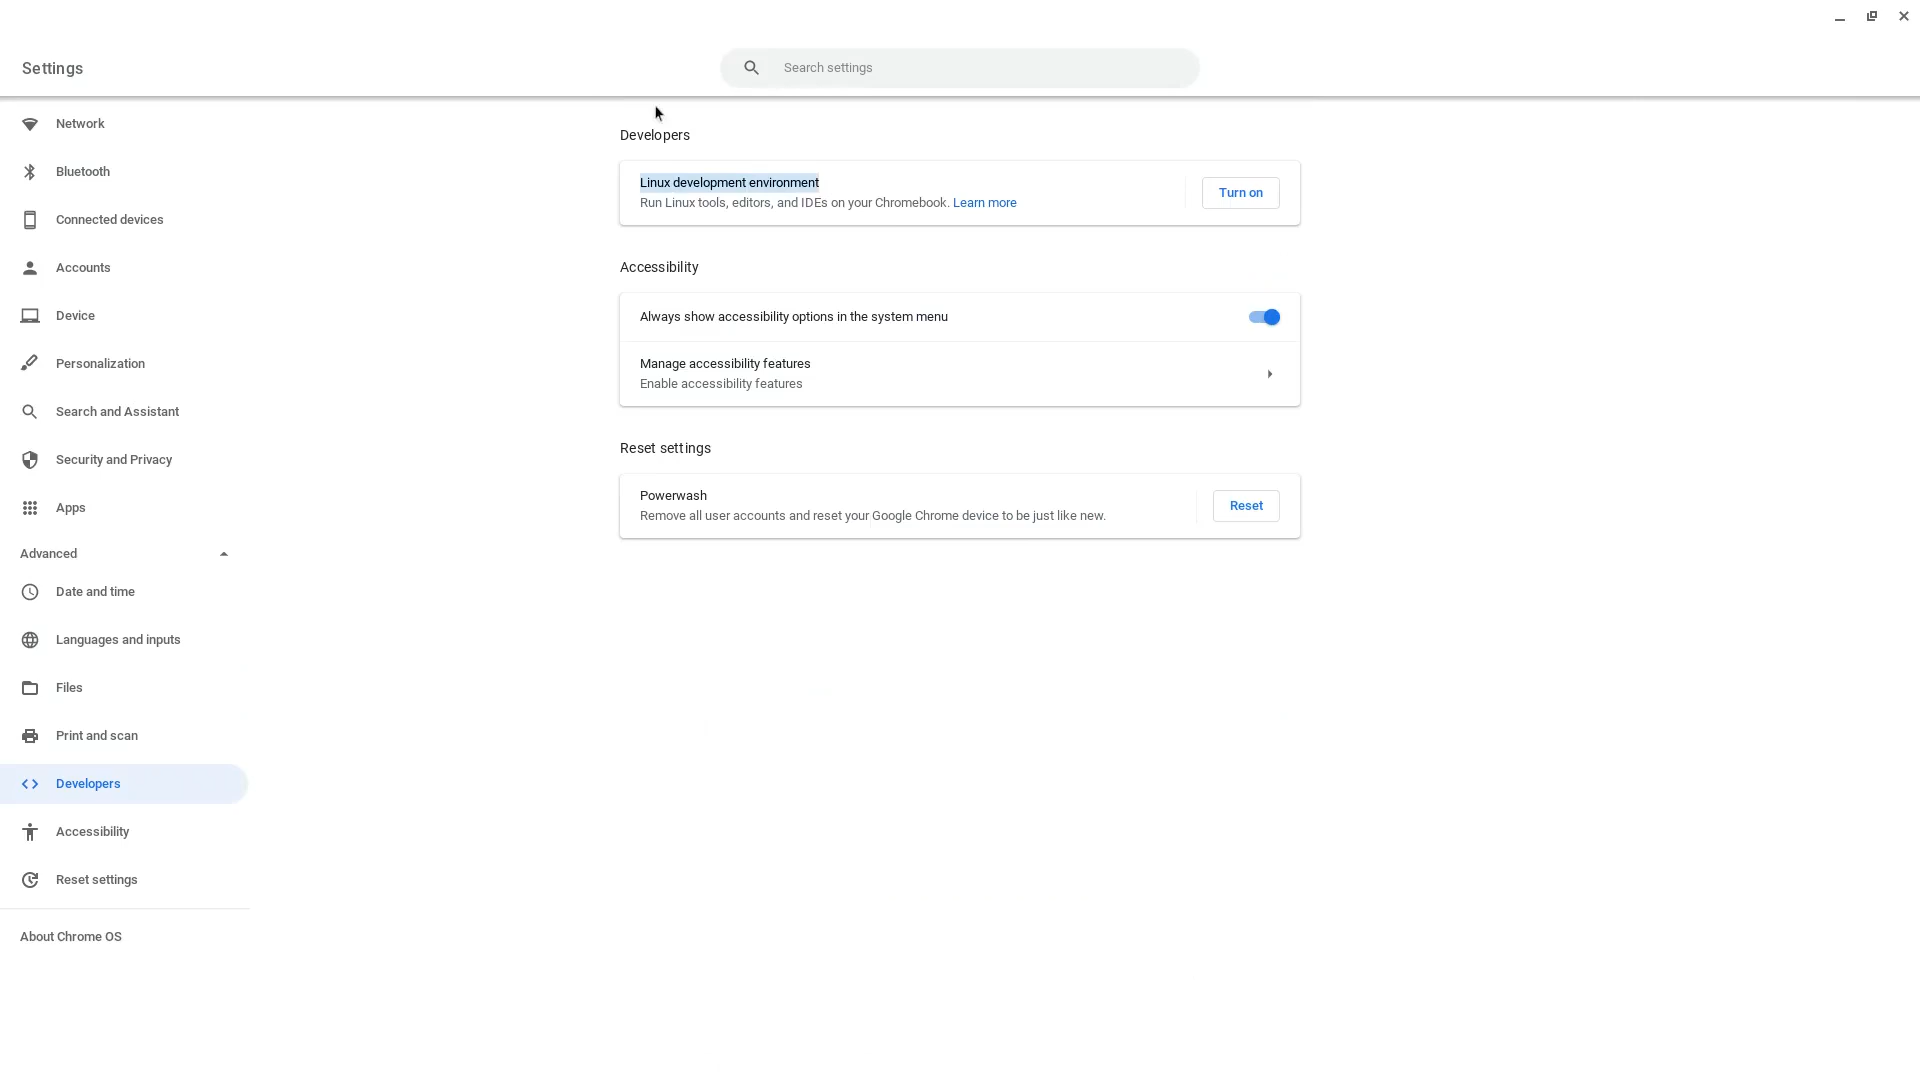 Settings
Search settings
Network
Bluetooth
Connected devices
Accounts
Device
Personalization
Search and Assistant
Security and Privacy
Apps
Advanced
Date and time
Languages and inputs
Files
Print and scan
Developers
Accessibility
Reset settings
About Chrome OS
Developers
Linux development environment
Run Linux tools, editors, and IDEs on your Chromebook. Learn more
Turn on
Accessibility
Always show accessibility options in the system menu
Manage accessibility features
Enable accessibility features
Reset settings
Powerwash
Remove all user accounts and reset your Google Chrome device to be just like new.
Reset